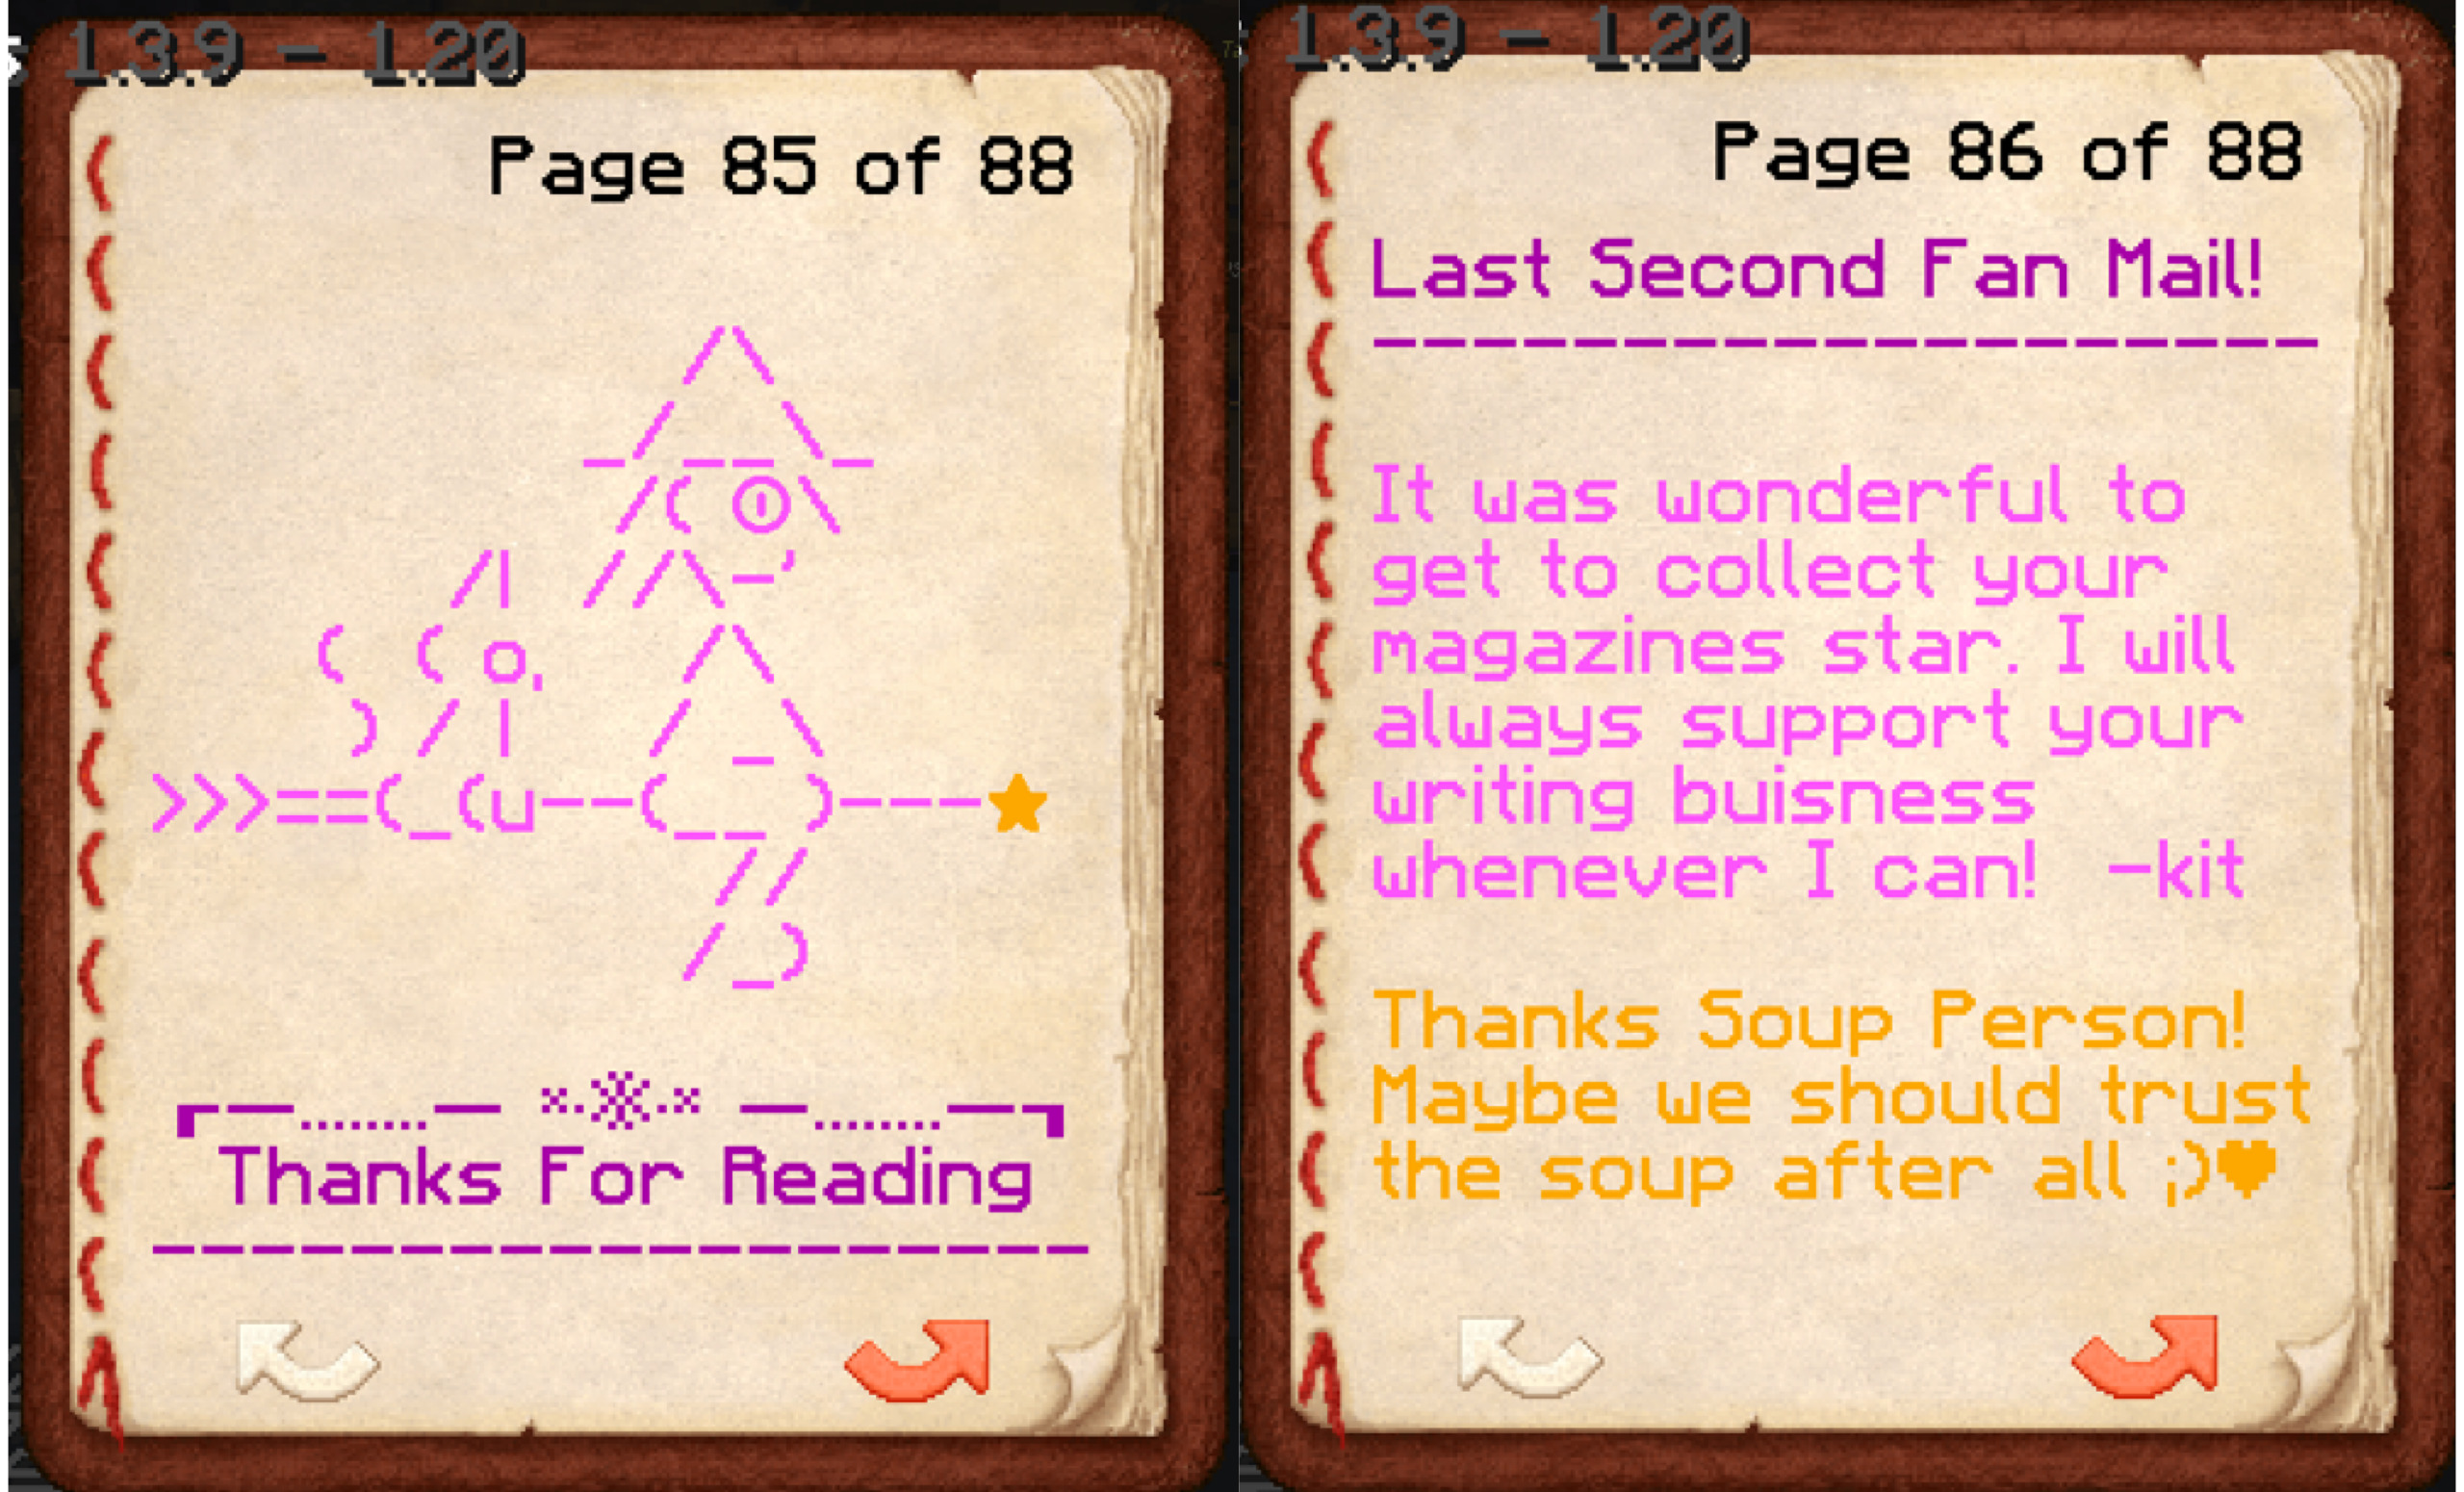 1.3.9 - 1.20
Page 85 of 88
/\
/ \
_/ __ \_
/( ⓘ \
/| // /\ _,
( ( o, /\
) / | / _ \
>>>==(_(u--(__ )---★
//
/_)
Thanks For Reading
----------------------
1.3.9 - 1.20
Page 86 of 88
Last Second Fan Mail!
-------------------
It was wonderful to
get to collect your
magazines star. I will
always support your
writing buisness
whenever I can! -kit
Thanks Soup Person!
Maybe we should trust
the soup after all ;)♥